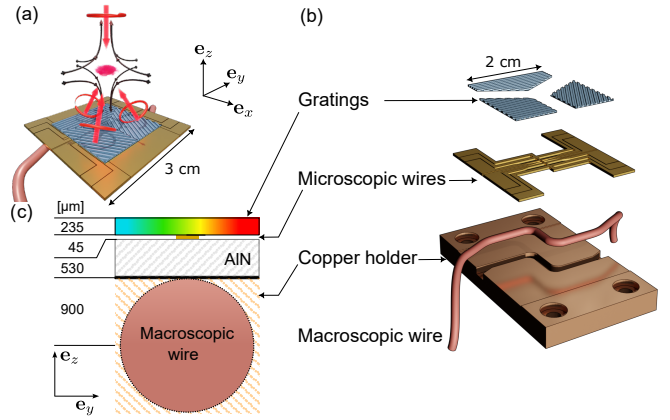 (a)
e_z
e_y
e_x
3 cm
(b)
2 cm
Gratings
Microscopic wires
Copper holder
Macroscopic wire
(c)
[µm]
235
45
530
900
AlN
Macroscopic
wire
e_z
e_y